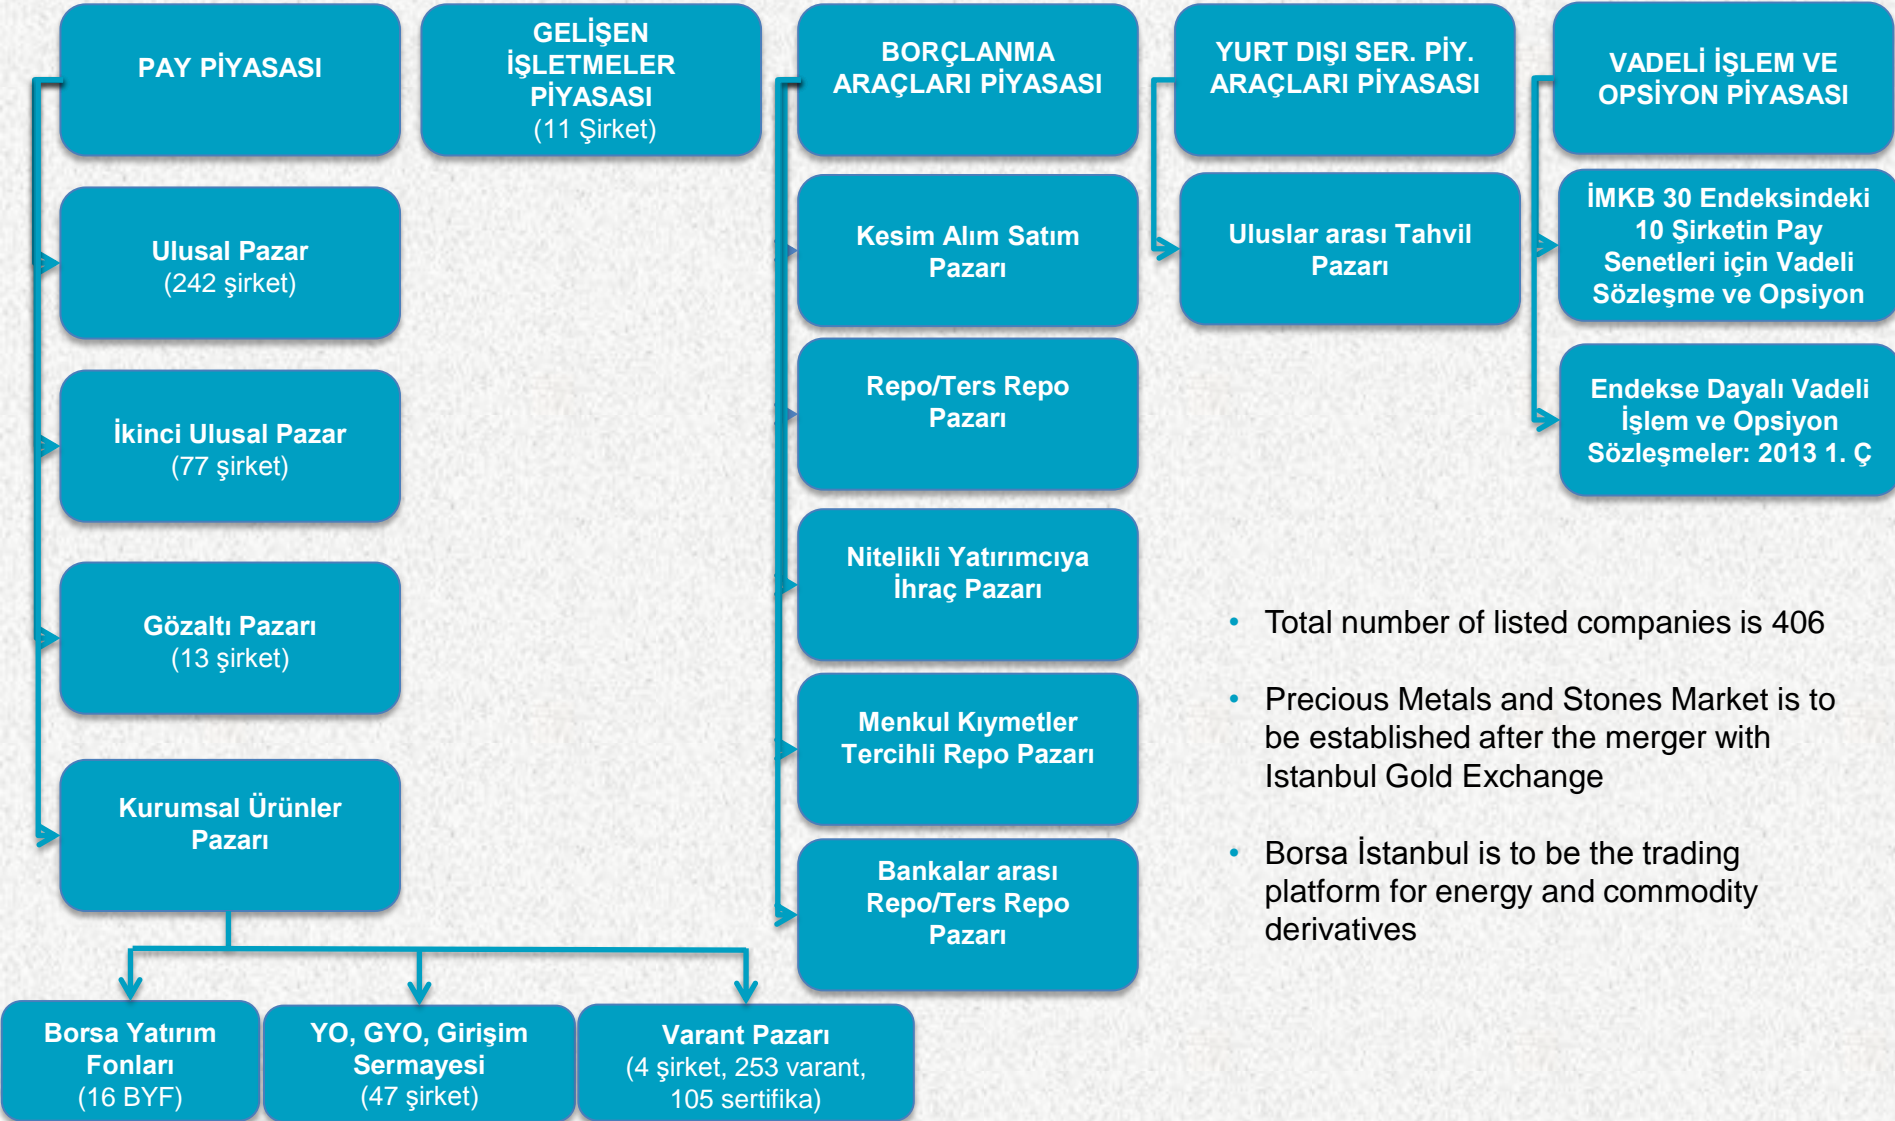 PAY PİYASASI
Ulusal Pazar
(242 şirket)
İkinci Ulusal Pazar
(77 şirket)
Gözaltı Pazarı
(13 şirket)
Kurumsal Ürünler
Pazarı
Borsa Yatırım
Fonları
(16 BYF)
YO, GYO, Girişim
Sermayesi
(47 şirket)
Varant Pazarı
(4 şirket, 253 varant,
105 sertifika)
GELİŞEN
İŞLETMELER
PİYASASI
(11 Şirket)
BORÇLANMA
ARAÇLARI PİYASASI
Kesim Alım Satım
Pazarı
Repo/Ters Repo
Pazarı
Nitelikli Yatırımcıya
İhraç Pazarı
Menkul Kıymetler
Tercihli Repo Pazarı
Bankalar arası
Repo/Ters Repo
Pazarı
YURT DIŞI SER. PİY.
ARAÇLARI PİYASASI
Uluslar arası Tahvil
Pazarı
VADELİ İŞLEM VE
OPSİYON PİYASASI
İMKB 30 Endeksindeki
10 Şirketin Pay
Senetleri için Vadeli
Sözleşme ve Opsiyon
Endekse Dayalı Vadeli
İşlem ve Opsiyon
Sözleşmeler: 2013 1. Ç
• Total number of listed companies is 406
• Precious Metals and Stones Market is to
be established after the merger with
Istanbul Gold Exchange
• Borsa İstanbul is to be the trading
platform for energy and commodity
derivatives